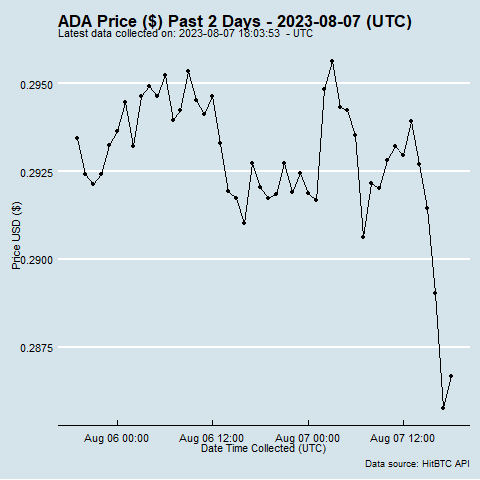 ADA Price ($) Past 2 Days - 2023-08-07 (UTC)
Latest data collected on: 2023-08-07 18:03:53 - UTC
0.2950
0.2925
0.2900
0.2875
Price USD ($)
Aug 06 00:00 Aug 06 12:00 Aug 07 00:00 Aug 07 12:00
Date Time Collected (UTC)
Data source: HitBTC API